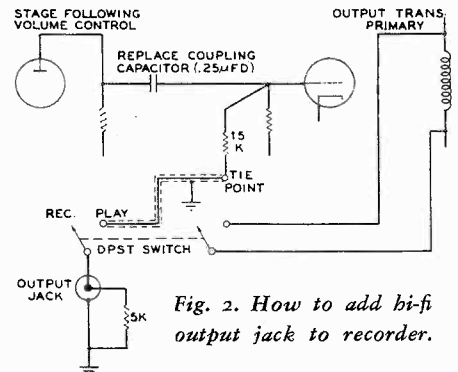 STAGE FOLLOWING
VOLUME CONTROL
OUTPUT TRANS
PRIMARY
REPLACE COUPLING
CAPACITOR (.25µFD)
15
K
TIE
POINT
REC.
PLAY
DPST SWITCH
OUTPUT
JACK
5K
Fig. 2. How to add hi-fi
output jack to recorder.